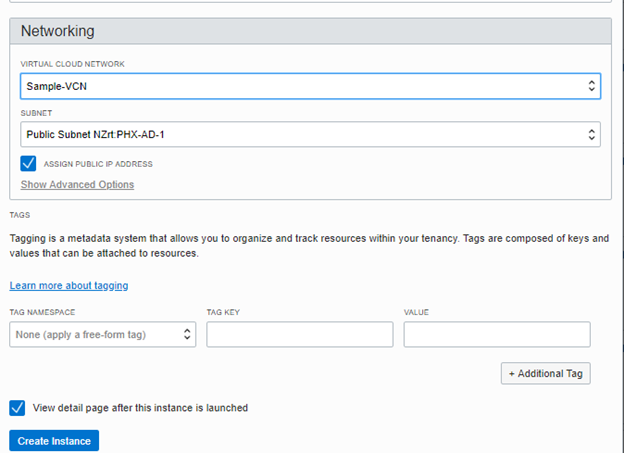 Networking
VIRTUAL CLOUD NETWORK
Sample-VCN
SUBNET
Public Subnet NZrt:PHX-AD-1
ASSIGN PUBLIC IP ADDRESS
Show Advanced Options
TAGS
Tagging is a metadata system that allows you to organize and track resources within your tenancy. Tags are composed of keys and
values that can be attached to resources.
Learn more about tagging
TAG NAMESPACE TAG KEY VALUE
None (apply a free-form tag)
+ Additional Tag
View detail page after this instance is launched
Create Instance